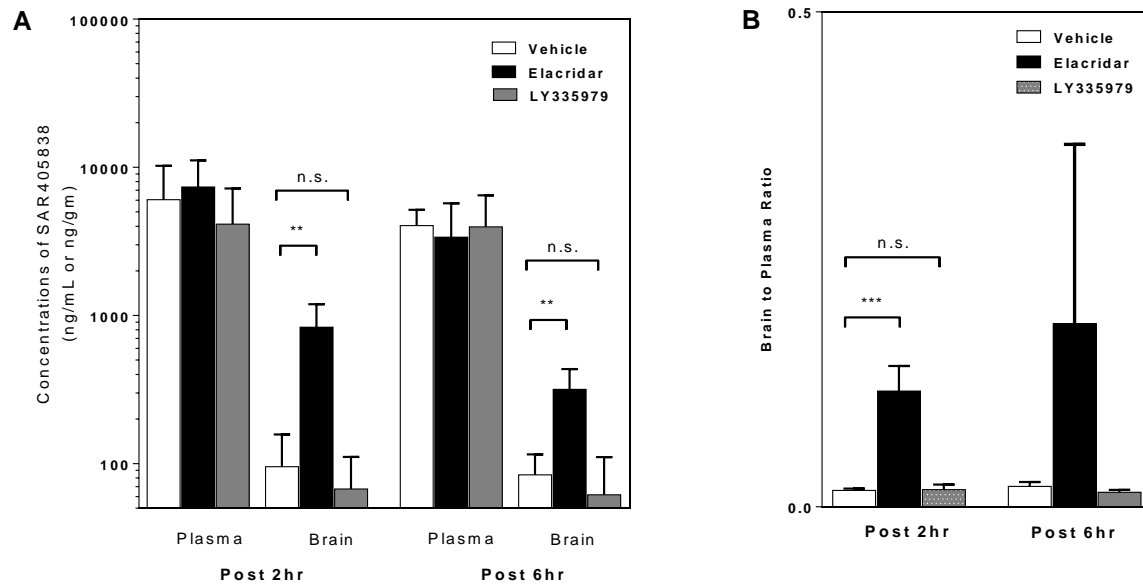 A
Concentrations of SAR405838
(ng/mL or ng/gm)
100000
10000
1000
100
Vehicle
Elacridar
LY335979
n.s.
**
n.s.
**
Plasma Brain Plasma Brain
Post 2hr Post 6hr
B
Brain to Plasma Ratio
0.5
0.0
Vehicle
Elacridar
LY335979
n.s.
***
Post 2hr Post 6hr